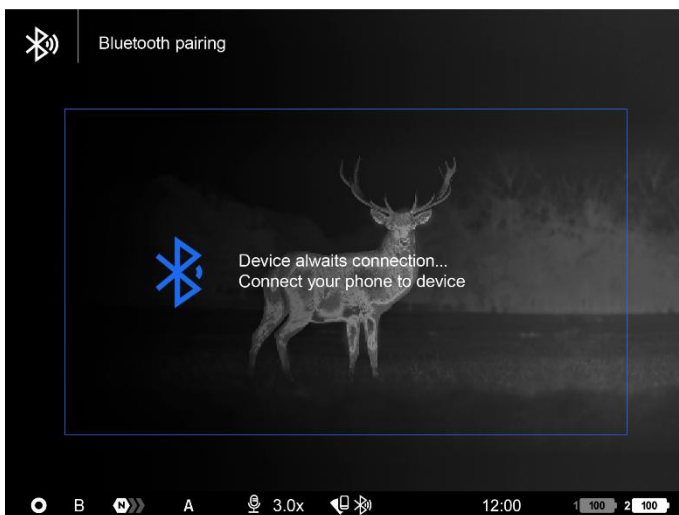 Bluetooth pairing
Device alwaits connection...
Connect your phone to device
B N A 3.0x 12:00 1 100 2 100